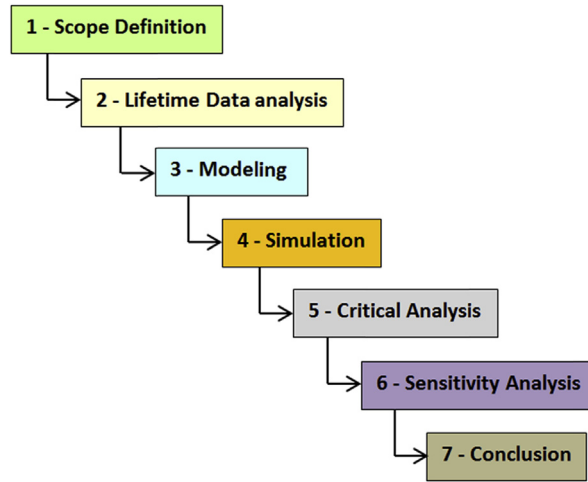 1 - Scope Definition
2 - Lifetime Data analysis
3 - Modeling
4 - Simulation
5 - Critical Analysis
6 - Sensitivity Analysis
7 - Conclusion